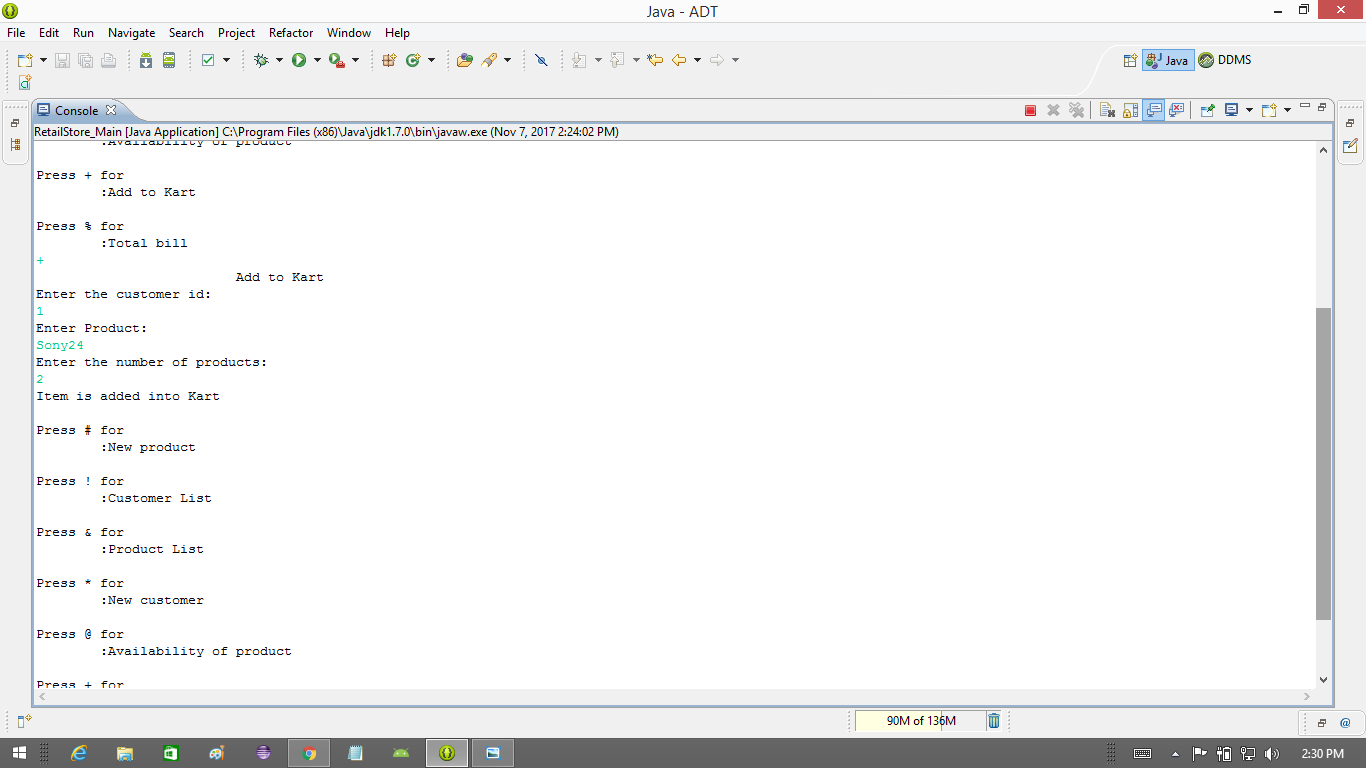 Java - ADT
File Edit Run Navigate Search Project Refactor Window Help
Java DDMS
Console
RetailStore_Main [Java Application] C:\Program Files (x86)\Java\jdk1.7.0\bin\javaw.exe (Nov 7, 2017 2:24:02 PM)
:Availability of product
Press + for
:Add to Kart
Press % for
:Total bill
+
Add to Kart
Enter the customer id:
1
Enter Product:
Sony24
Enter the number of products:
2
Item is added into Kart
Press # for
:New product
Press ! for
:Customer List
Press & for
:Product List
Press * for
:New customer
Press @ for
:Availability of product
Press + for
90M of 136M
2:30 PM